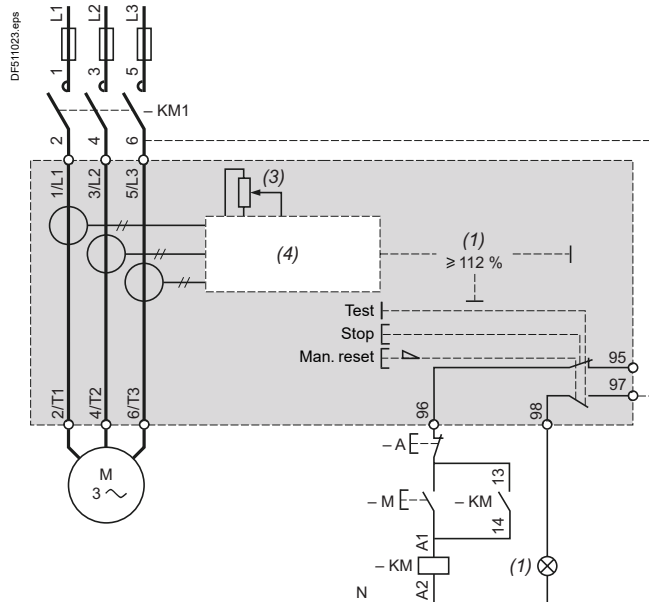 DF511023.eps
L1
L2
L3
1
3
5
– KM1
2
4
6
1/L1
3/L2
5/L3
(3)
(4)
(1)
⩾ 112 %
Test
Stop
Man. reset
95
97
2/T1
4/T2
6/T3
96
98
– A
M
3
– M
– KM
13
14
A1
– KM
(1)
A2
N